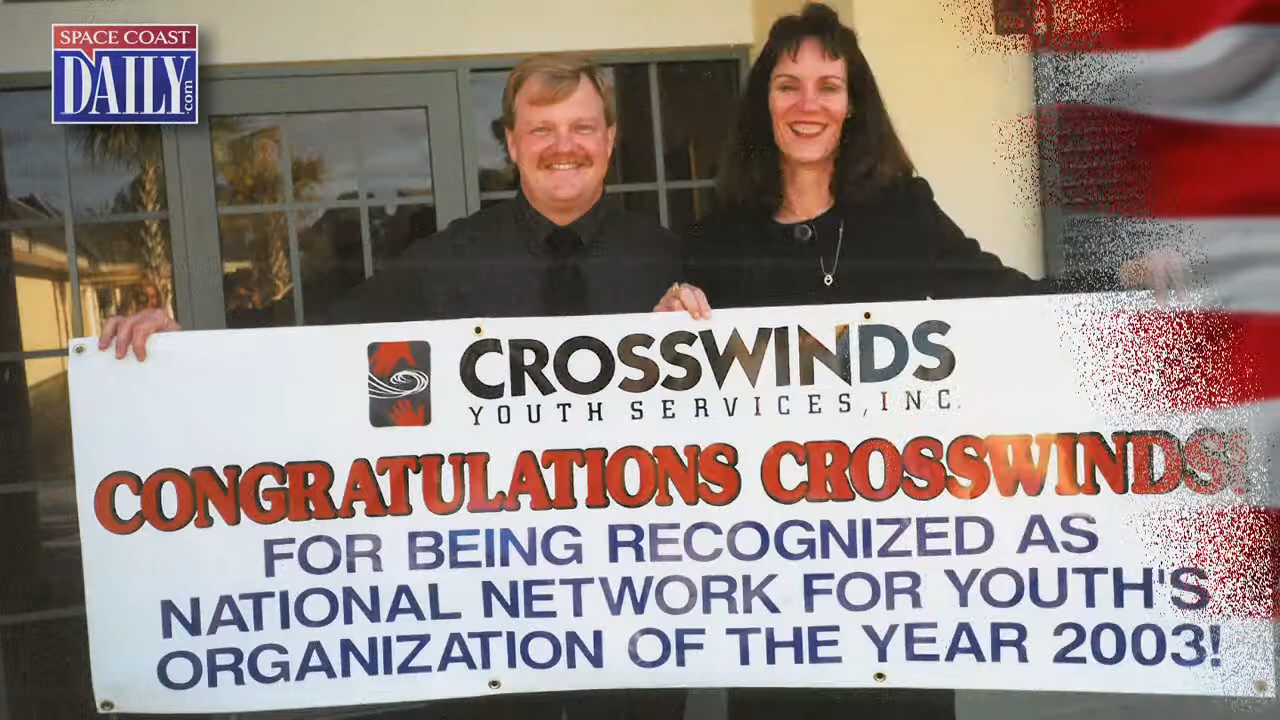 SPACE COAST
DAILY.com
CROSSWINDS
YOUTH SERVICES, INC.
CONGRATULATIONS CROSSWINDS!
FOR BEING RECOGNIZED AS
NATIONAL NETWORK FOR YOUTH'S
ORGANIZATION OF THE YEAR 2003!